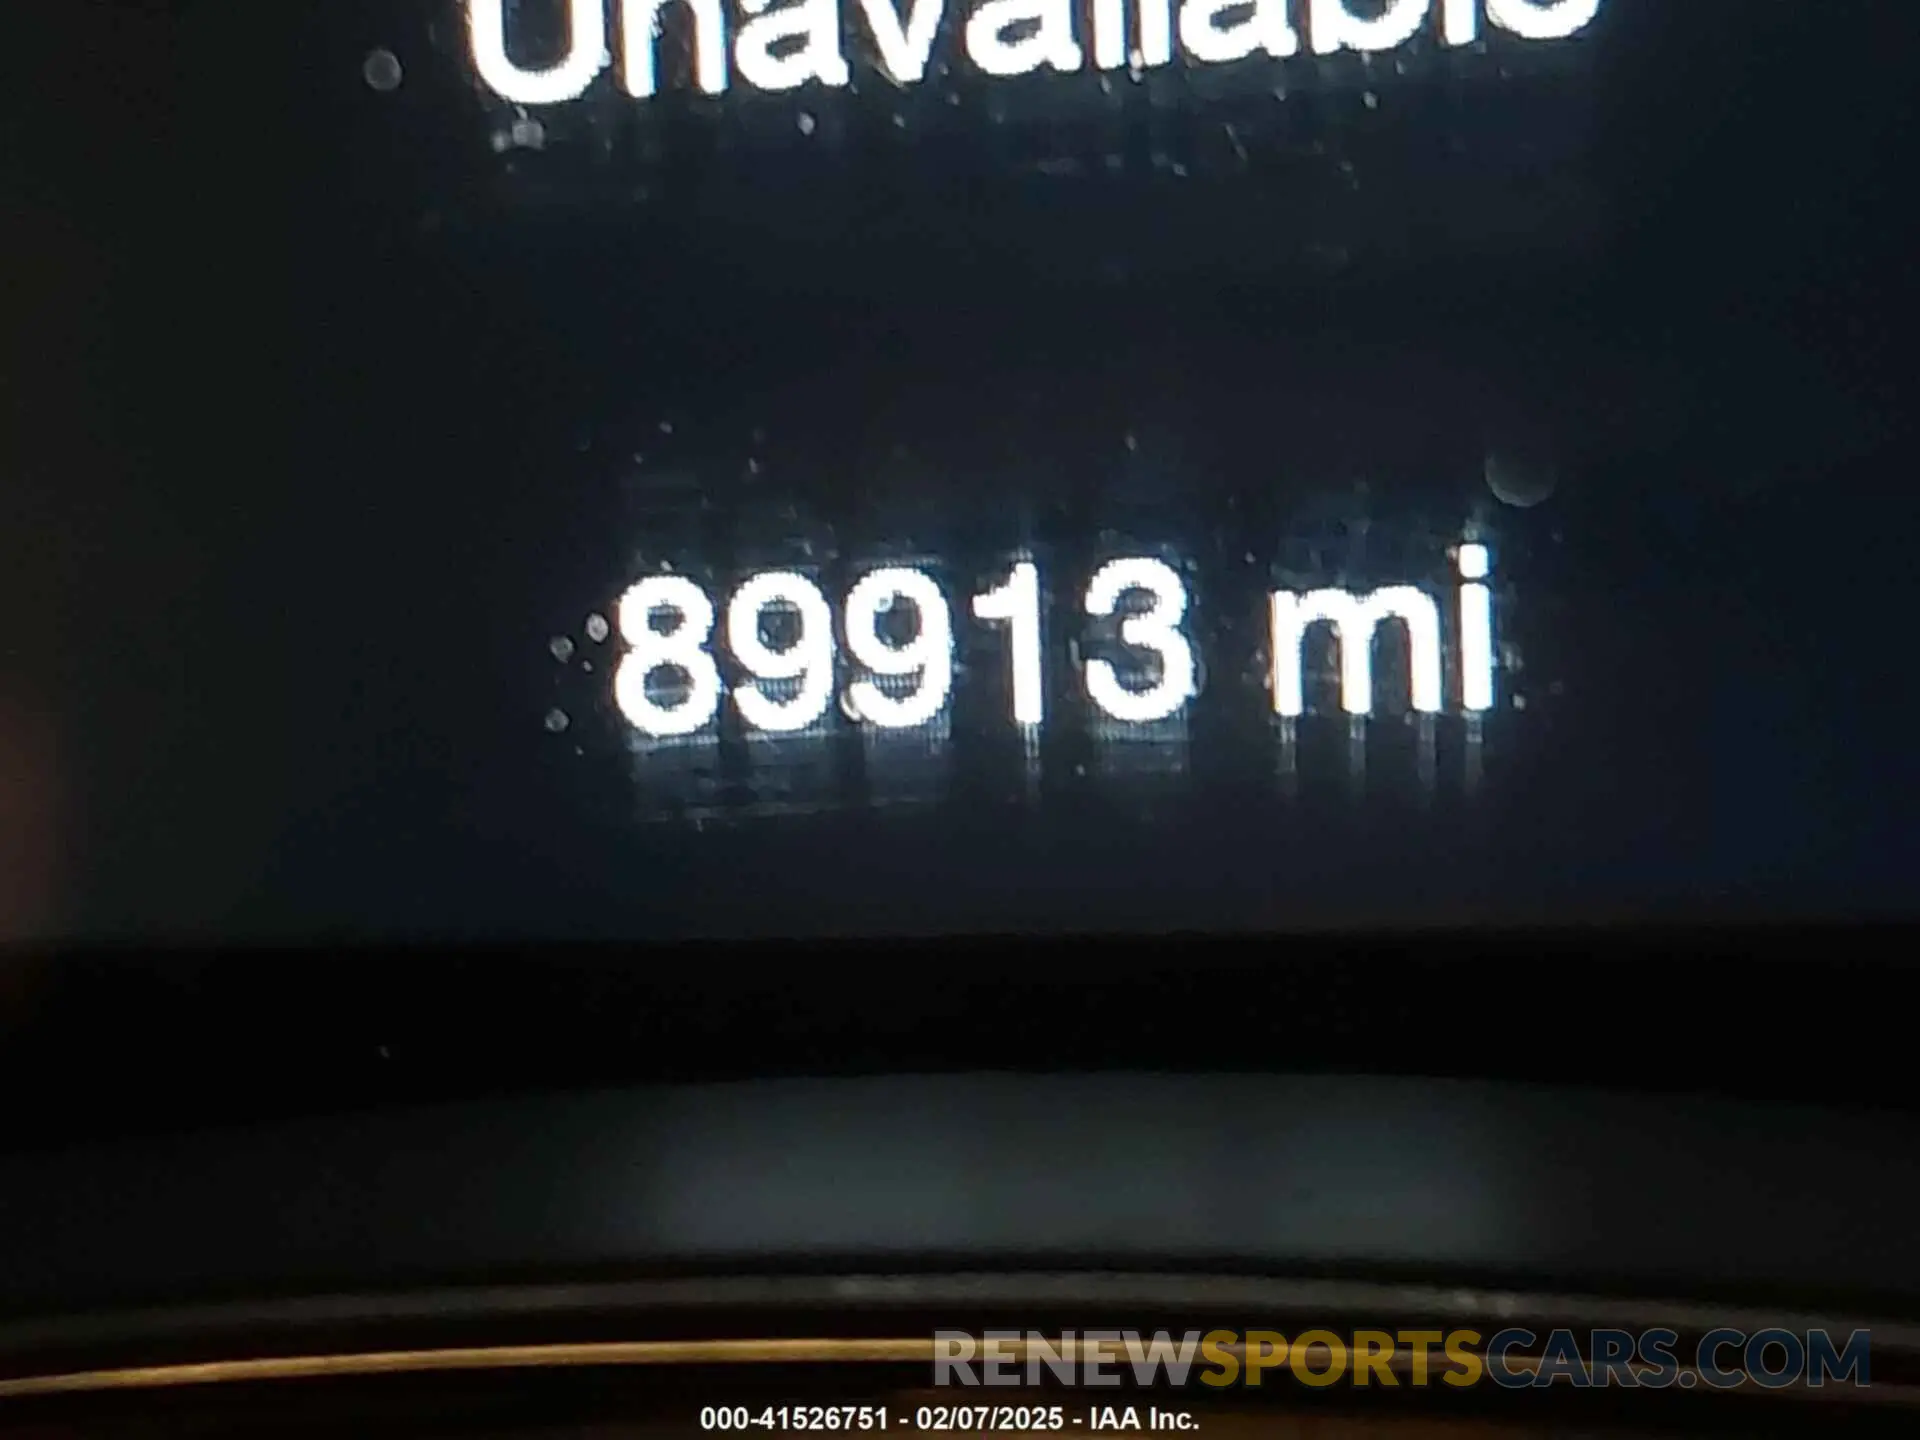 Unavailable
89913 mi
RENEWSPORTSCARS.COM
000-41526751 - 02/07/2025 - IAA Inc.